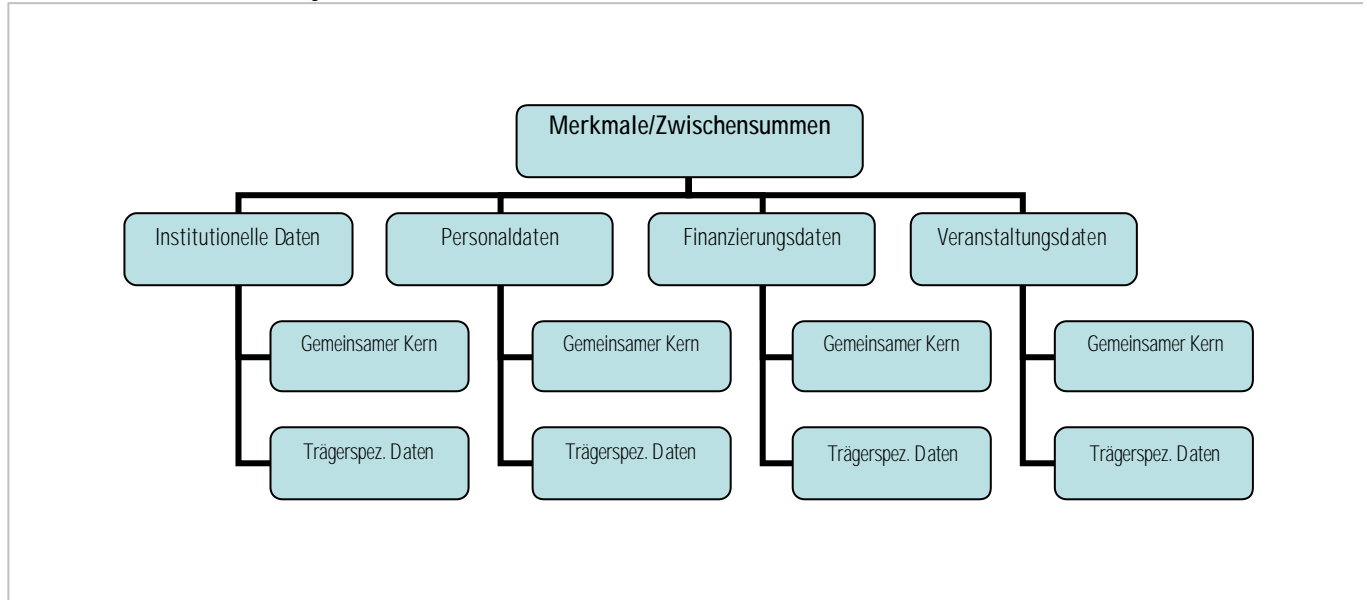 Merkmale/Zwischensummen
Institutionelle Daten
Personaldaten
Finanzierungsdaten
Veranstaltungsdaten
Gemeinsamer Kern
Gemeinsamer Kern
Gemeinsamer Kern
Gemeinsamer Kern
Trägerspez. Daten
Trägerspez. Daten
Trägerspez. Daten
Trägerspez. Daten